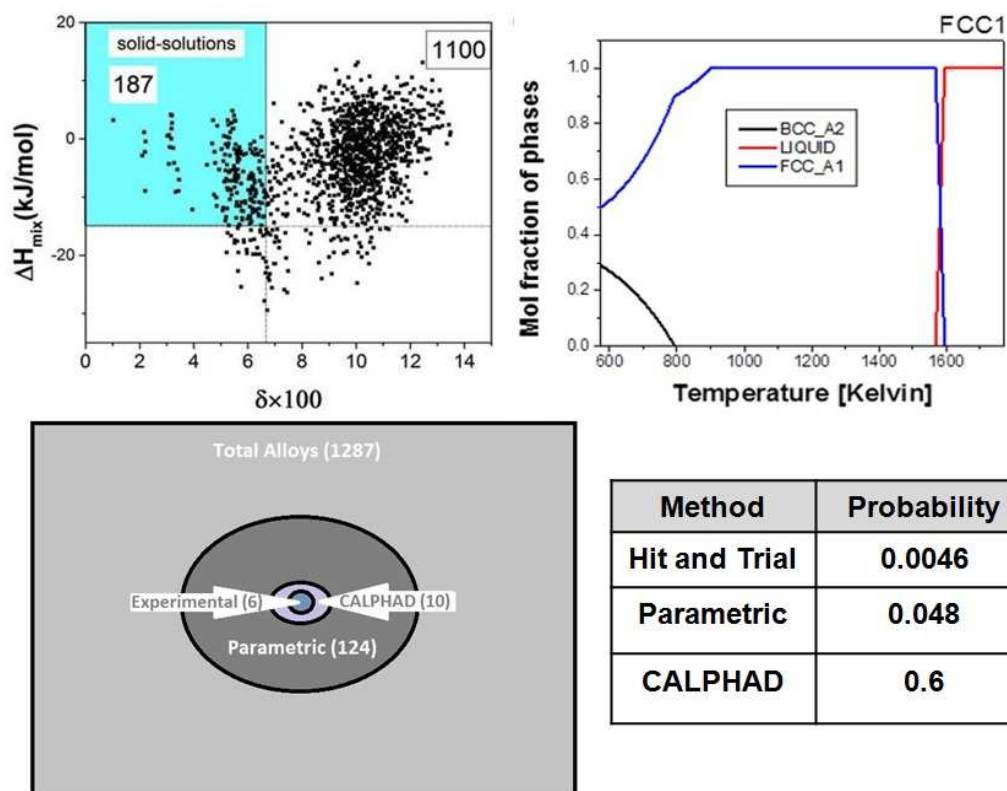 20
0
-20
ΔHmix(kJ/mol)
solid-solutions
187
1100
0 2 4 6 8 10 12 14
δ×100
FCC1
1.0
0.8
0.6
0.4
0.2
0.0
Mol fraction of phases
BCC_A2
LIQUID
FCC_A1
600 800 1000 1200 1400 1600
Temperature [Kelvin]
Total Alloys (1287)
Experimental (6) CALPHAD (10)
Parametric (124)
Method Probability
Hit and Trial 0.0046
Parametric 0.048
CALPHAD 0.6